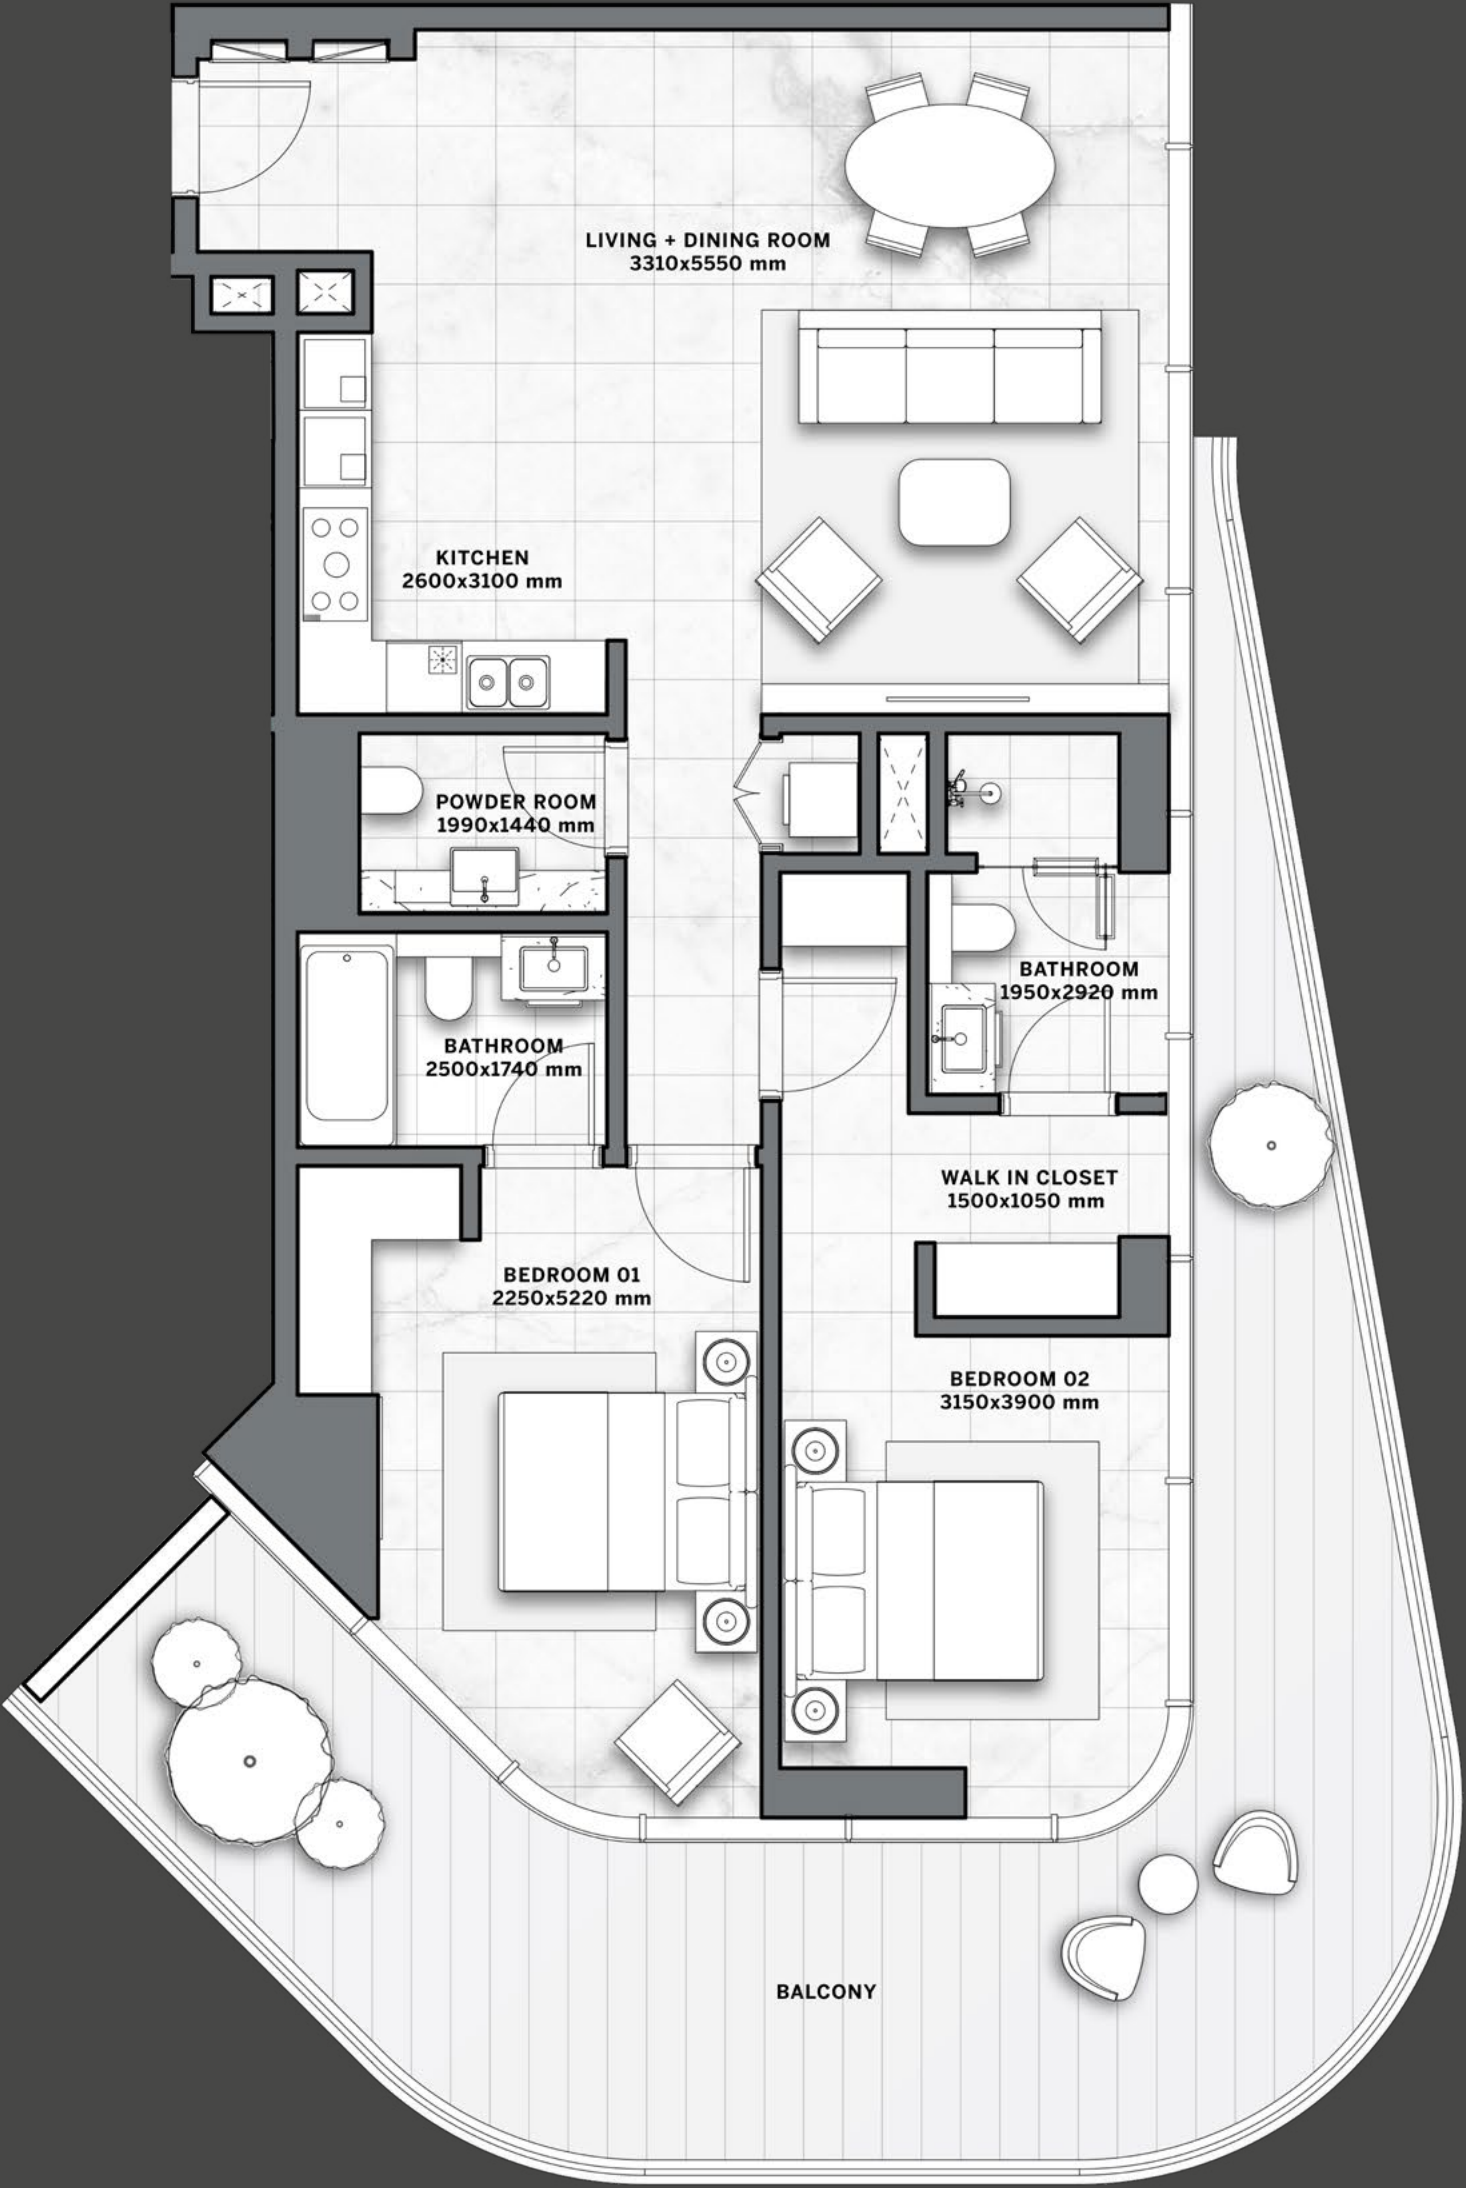 LIVING + DINING ROOM
3310x5550 mm
KITCHEN
2600x3100 mm
POWDER ROOM
1990x1440 mm
BATHROOM
1950x2920 mm
BATHROOM
2500x1740 mm
WALK IN CLOSET
1500x1050 mm
BEDROOM 01
2250x5220 mm
BEDROOM 02
3150x3900 mm
BALCONY